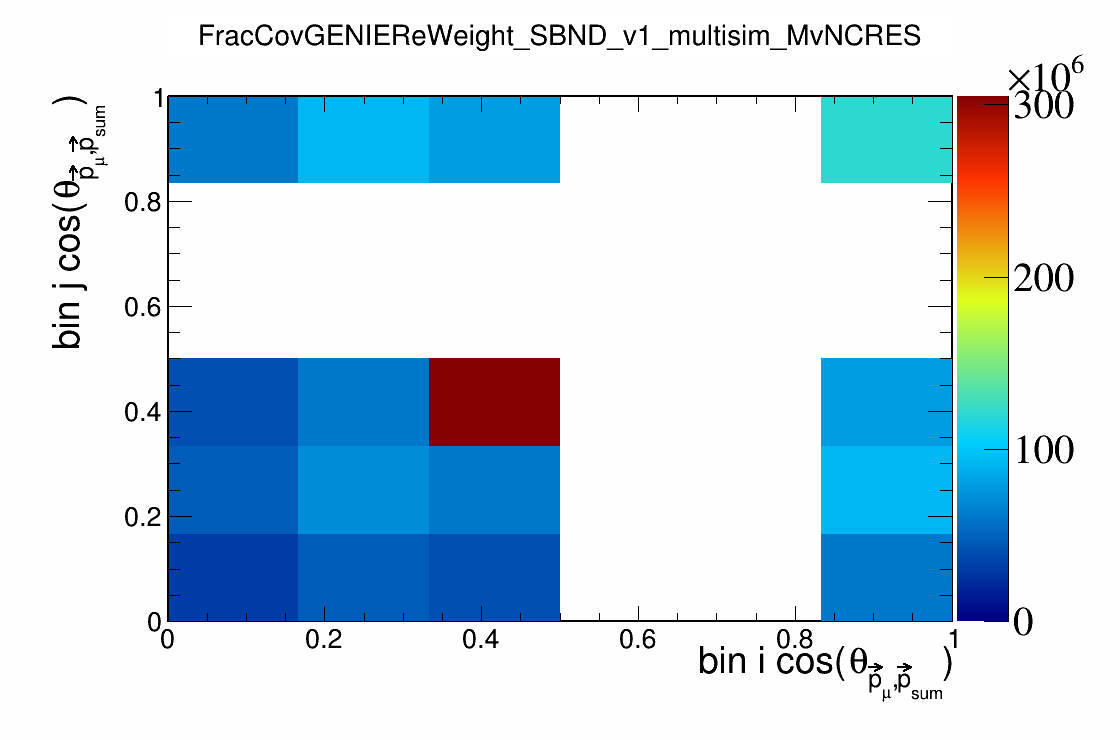 FracCovGENIEReWeight_SBND_v1_multisim_MvNCRES
×10⁶
bin j cos(θ p⃗μ,p⃗sum)
1
0.8
0.6
0.4
0.2
0
300
200
100
0
0 0.2 0.4 0.6 0.8 1
bin i cos(θ p⃗μ,p⃗sum)